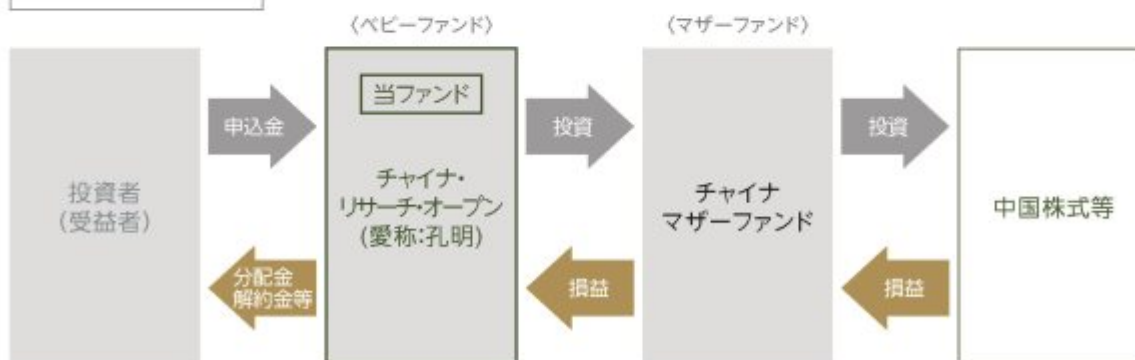 〈ベビーファンド〉
〈マザーファンド〉
投資者
(受益者)
申込金
分配金
解約金等
当ファンド
チャイナ・
リサーチ・オープン
(愛称:孔明)
投資
損益
チャイナ
マザーファンド
投資
損益
中国株式等